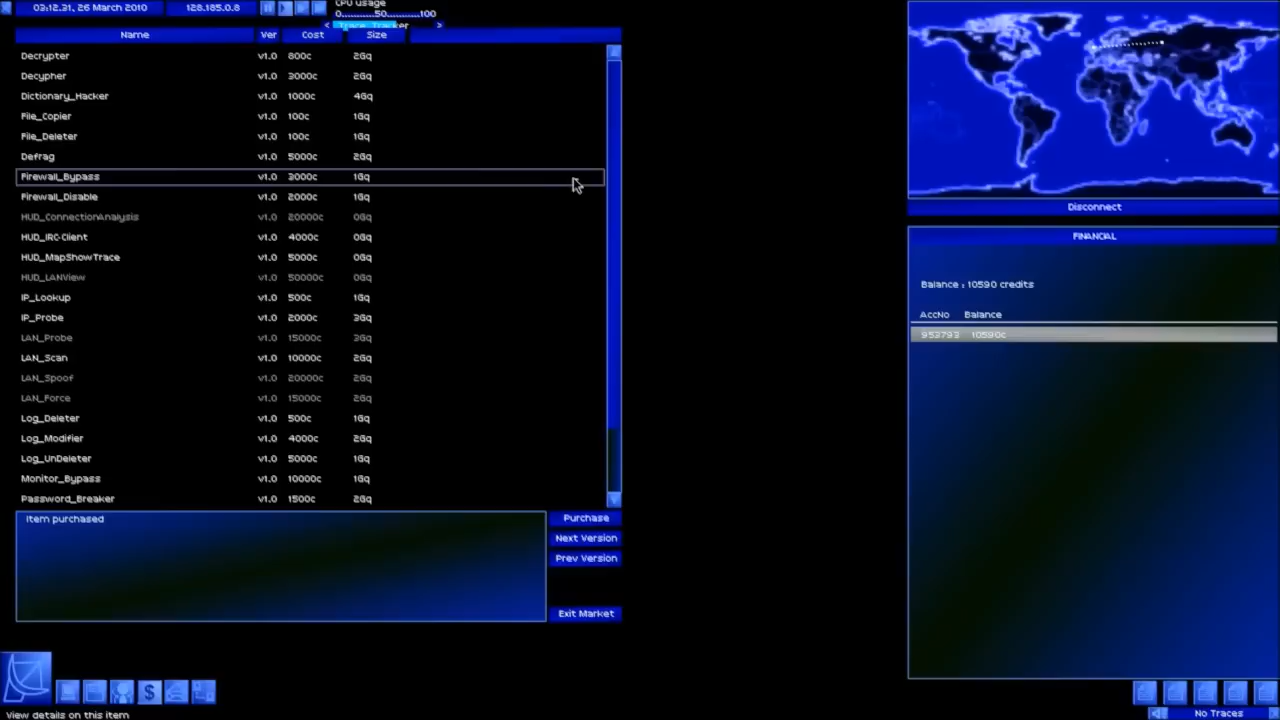 03:12.31, 26 March 2010
128.185.0.8
CPU usage
0..........50.........100
< Trace_Tracker >
Name Ver Cost Size
Decrypter v1.0 800c 2Gq
Decypher v1.0 3000c 2Gq
Dictionary_Hacker v1.0 1000c 4Gq
File_Copier v1.0 100c 1Gq
File_Deleter v1.0 100c 1Gq
Defrag v1.0 5000c 2Gq
Firewall_Bypass v1.0 3000c 1Gq
Firewall_Disable v1.0 2000c 1Gq
HUD_ConnectionAnalysis v1.0 20000c 0Gq
HUD_IRC-Client v1.0 4000c 0Gq
HUD_MapShowTrace v1.0 5000c 0Gq
HUD_LANView v1.0 50000c 0Gq
IP_Lookup v1.0 500c 1Gq
IP_Probe v1.0 2000c 3Gq
LAN_Probe v1.0 15000c 3Gq
LAN_Scan v1.0 10000c 2Gq
LAN_Spoof v1.0 20000c 2Gq
LAN_Force v1.0 15000c 2Gq
Log_Deleter v1.0 500c 1Gq
Log_Modifier v1.0 4000c 2Gq
Log_UnDeleter v1.0 5000c 1Gq
Monitor_Bypass v1.0 10000c 1Gq
Password_Breaker v1.0 1500c 2Gq
Item purchased
Purchase
Next Version
Prev Version
Exit Market
Disconnect
FINANCIAL
Balance : 10590 credits
AccNo Balance
953793 10590c
$
View details on this item
No Traces